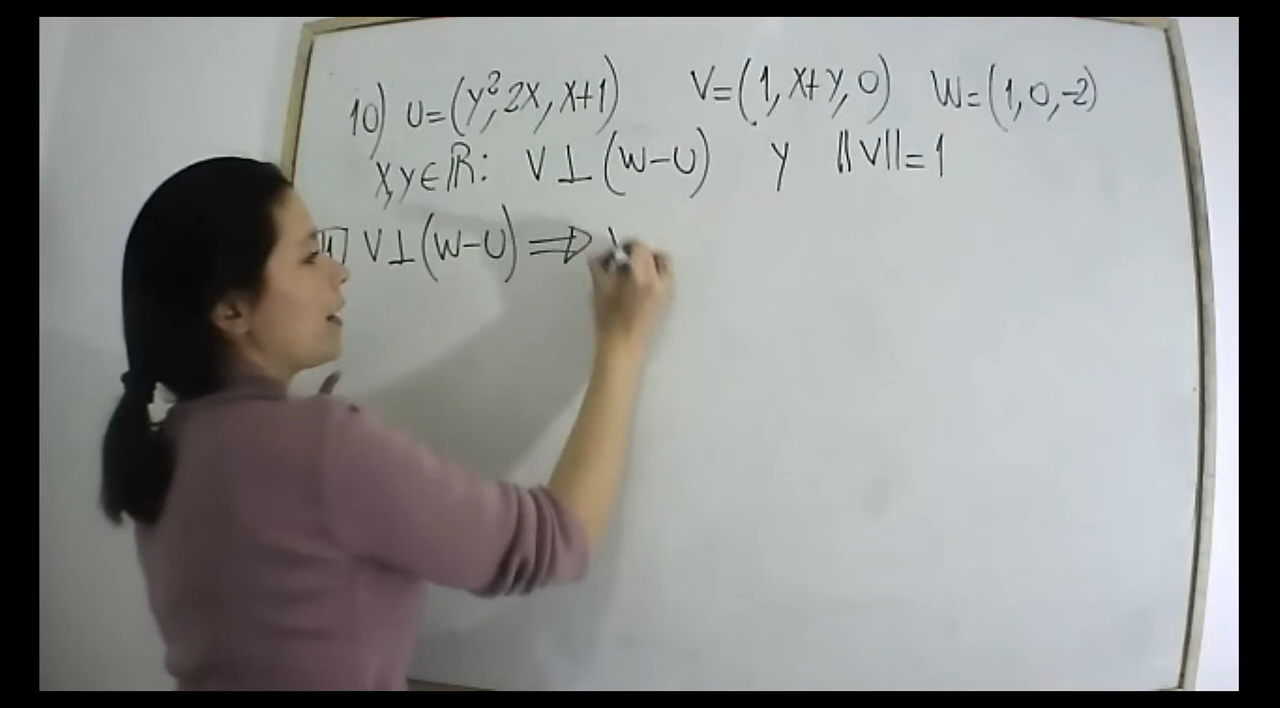 10) U=(y², 2X, X+1) V=(1, X+Y, 0) W=(1, 0, -2)
X,Y∈ℝ: V⊥(W-U) y ||V||=1
V⊥(W-U) ⟹